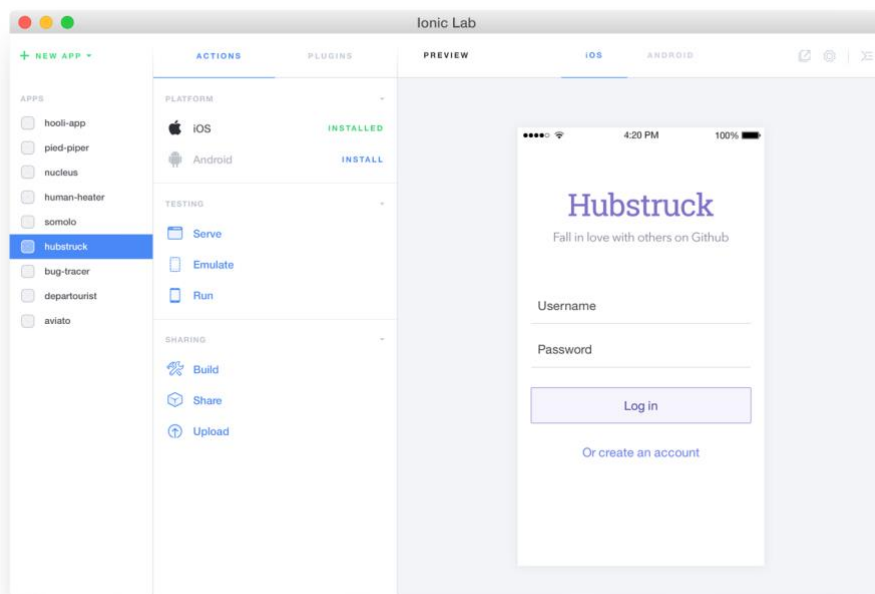 Ionic Lab
+ NEW APP
ACTIONS
PLUGINS
PREVIEW
iOS
ANDROID
APPS
hooli-app
pied-piper
nucleus
human-heater
somolo
hubstruck
bug-tracer
departourist
aviato
PLATFORM
iOS
INSTALLED
Android
INSTALL
TESTING
Serve
Emulate
Run
SHARING
Build
Share
Upload
4:20 PM
100%
Hubstruck
Fall in love with others on Github
Username
Password
Log in
Or create an account